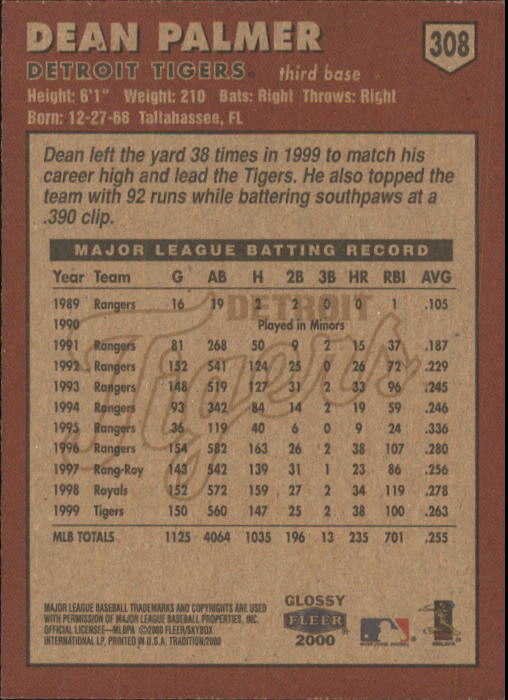 DEAN PALMER
308
DETROIT TIGERS® third base
Height: 6'1" Weight: 210 Bats: Right Throws: Right
Born: 12-27-68 Tallahassee, FL
Dean left the yard 38 times in 1999 to match his
career high and lead the Tigers. He also topped the
team with 92 runs while battering southpaws at a
.390 clip.
MAJOR LEAGUE BATTING RECORD
Year Team G AB H 2B 3B HR RBI AVG
1989 Rangers 16 19 2 2 0 0 1 .105
1990 Played in Minors
1991 Rangers 81 268 50 9 2 15 37 .187
1992 Rangers 152 541 124 25 0 26 72 .229
1993 Rangers 148 519 127 31 2 33 96 .245
1994 Rangers 93 342 84 14 2 19 59 .246
1995 Rangers 36 119 40 6 0 9 24 .336
1996 Rangers 154 582 163 26 2 38 107 .280
1997 Rang-Roy 143 542 139 31 1 23 86 .256
1998 Royals 152 572 159 27 2 34 119 .278
1999 Tigers 150 560 147 25 2 38 100 .263
MLB TOTALS 1125 4064 1035 196 13 235 701 .255
DETROIT
Tigers
MAJOR LEAGUE BASEBALL TRADEMARKS AND COPYRIGHTS ARE USED
WITH PERMISSION OF MAJOR LEAGUE BASEBALL PROPERTIES, INC.
OFFICIAL LICENSEE—MLBPA ©2000 FLEER/SKYBOX
INTERNATIONAL LP, PRINTED IN U.S.A. TRADITION/2000
GLOSSY
FLEER
2000